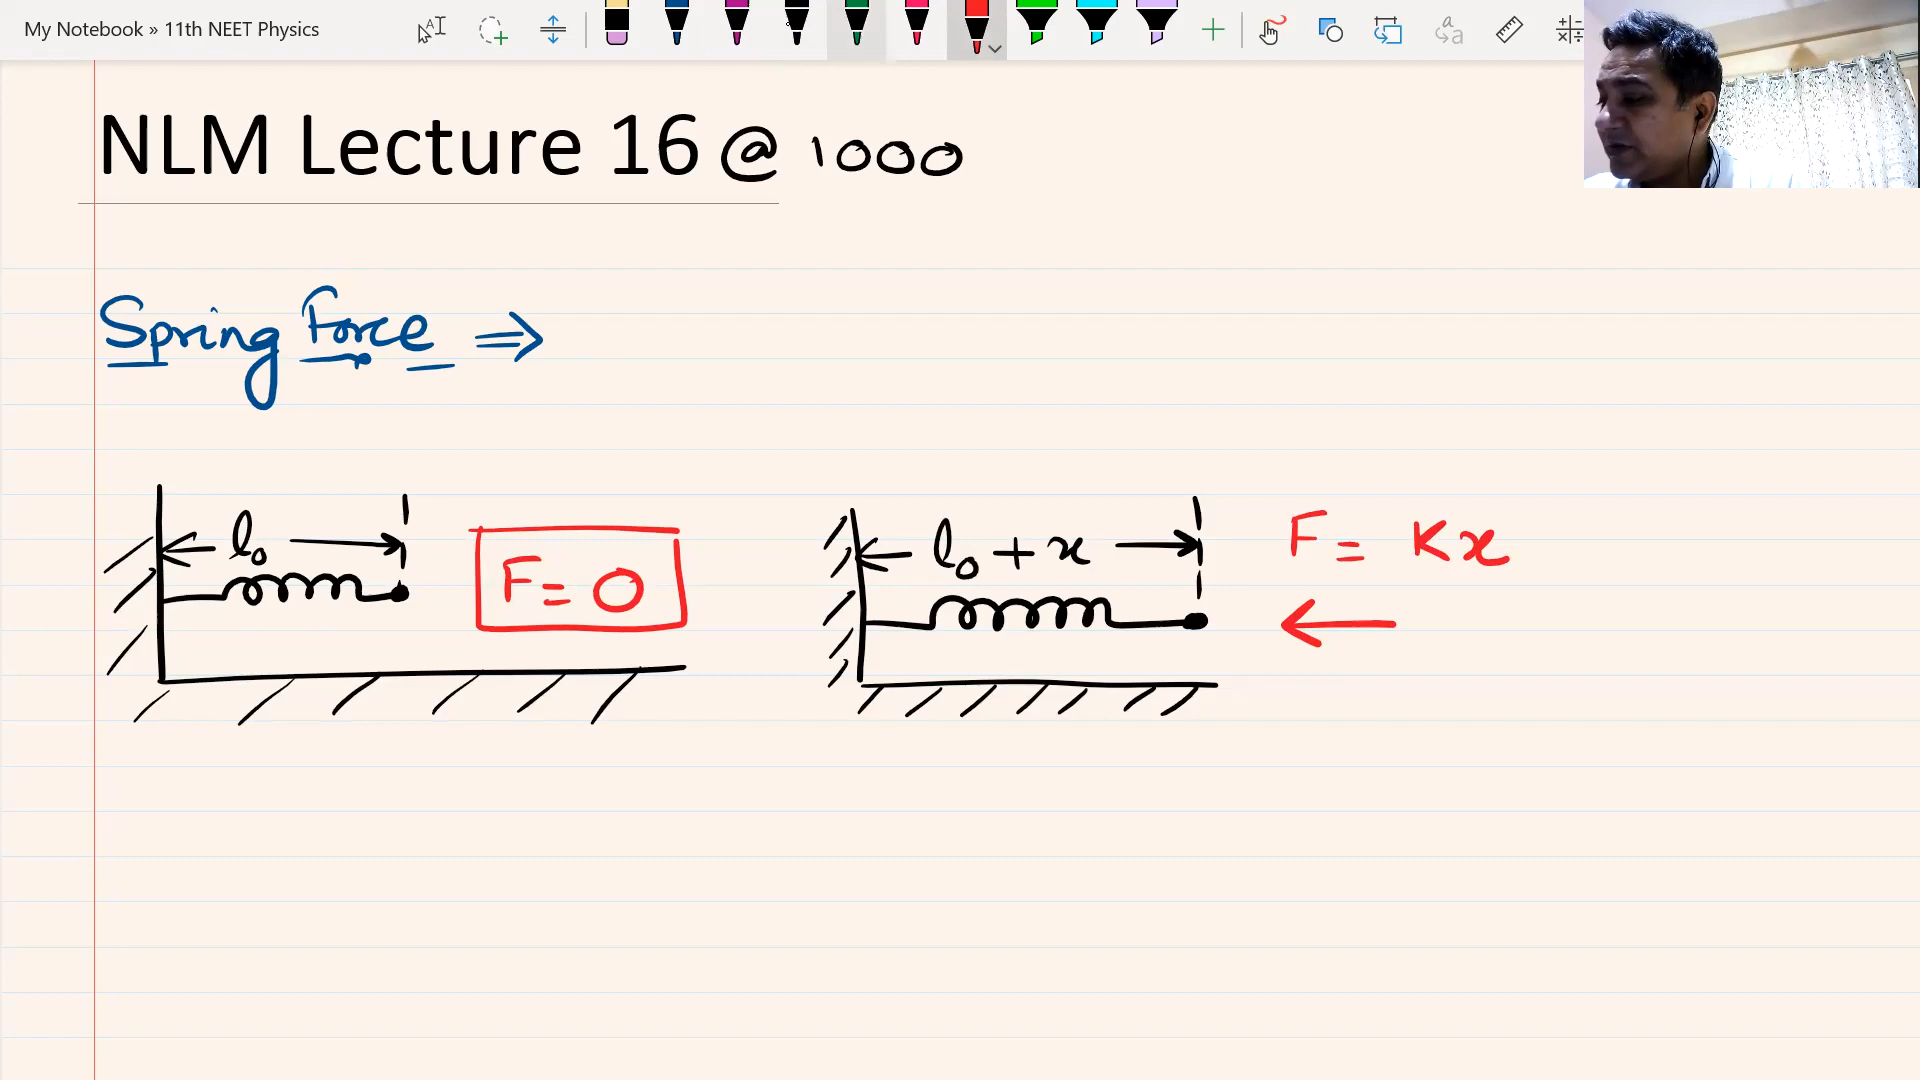 My Notebook » 11th NEET Physics
NLM Lecture 16 @ 1000
Spring Force ⇒
l₀
F = 0
l₀ + x
F = Kx